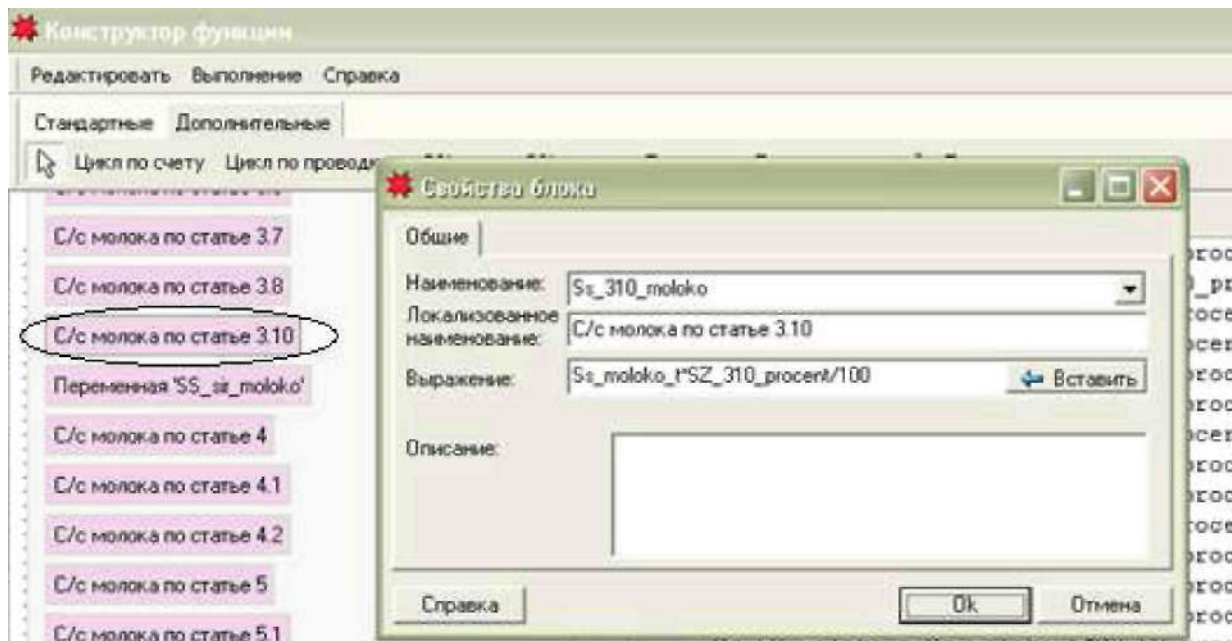 Конструктор функции
Редактировать Выполнение Справка
Стандартные Дополнительные
Цикл по счету Цикл по
С/с молока по статье 3.7
С/с молока по статье 3.8
С/с молока по статье 3.10
Переменная 'SS_sir_moloko'
С/с молока по статье 4
С/с молока по статье 4.1
С/с молока по статье 4.2
С/с молока по статье 5
С/с молока по статье 5.1
Свойства блока
Общие
Наименование: Ss_310_moloko
Локализованное наименование: С/с молока по статье 3.10
Выражение: Ss_moloko_t*SZ_310_procent/100 Вставить
Описание:
Справка Ok Отмена